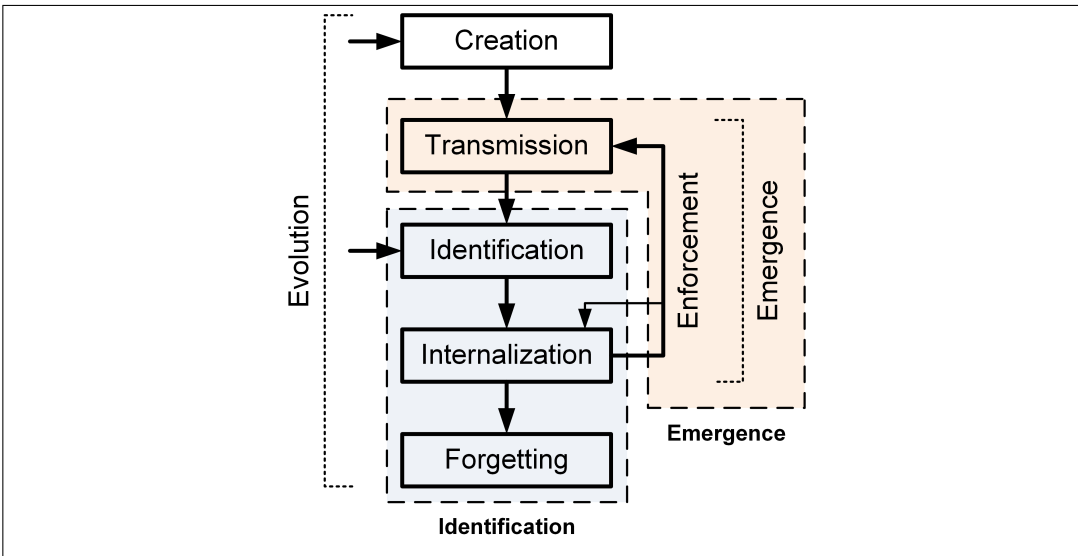 Creation
Transmission
Identification
Internalization
Forgetting
Evolution
Enforcement
Emergence
Emergence
Identification